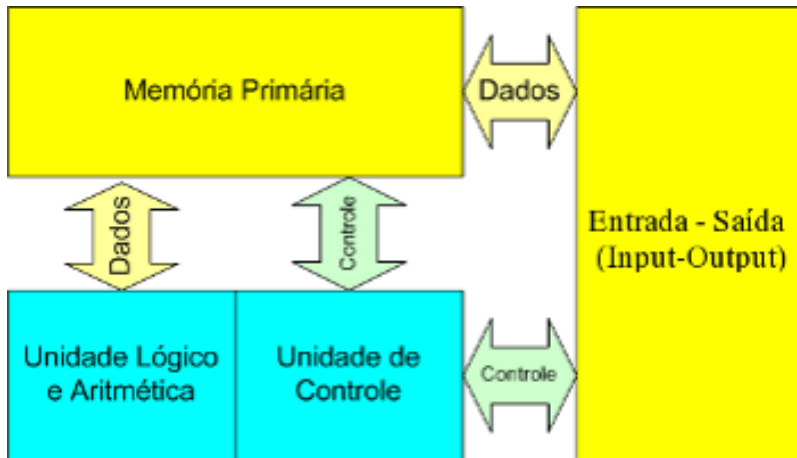 Memória Primária
Dados
Entrada - Saída
(Input-Output)
Dados
Controle
Unidade Lógico
e Aritmética
Unidade de
Controle
Controle